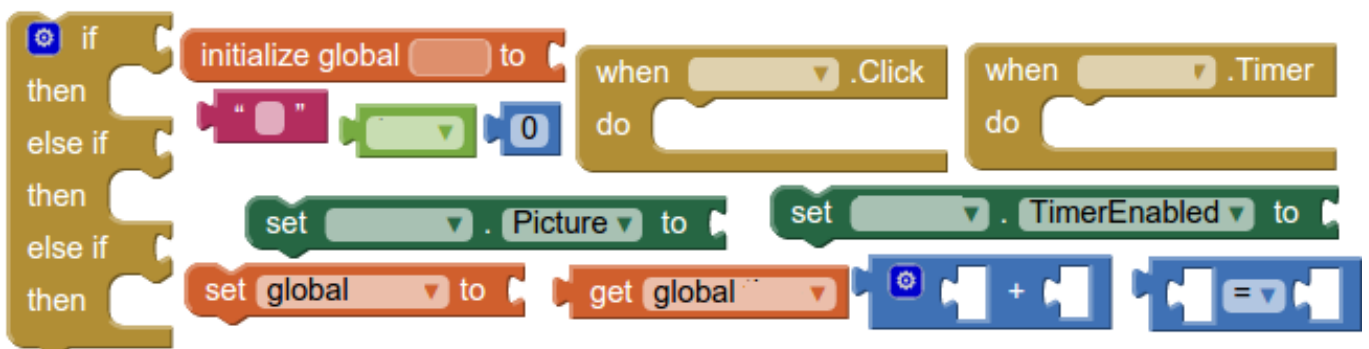 if
then
else if
then
else if
then
initialize global to
“ ”
0
when .Click
do
when .Timer
do
set . Picture to
set . TimerEnabled to
set global to
get global
+
=